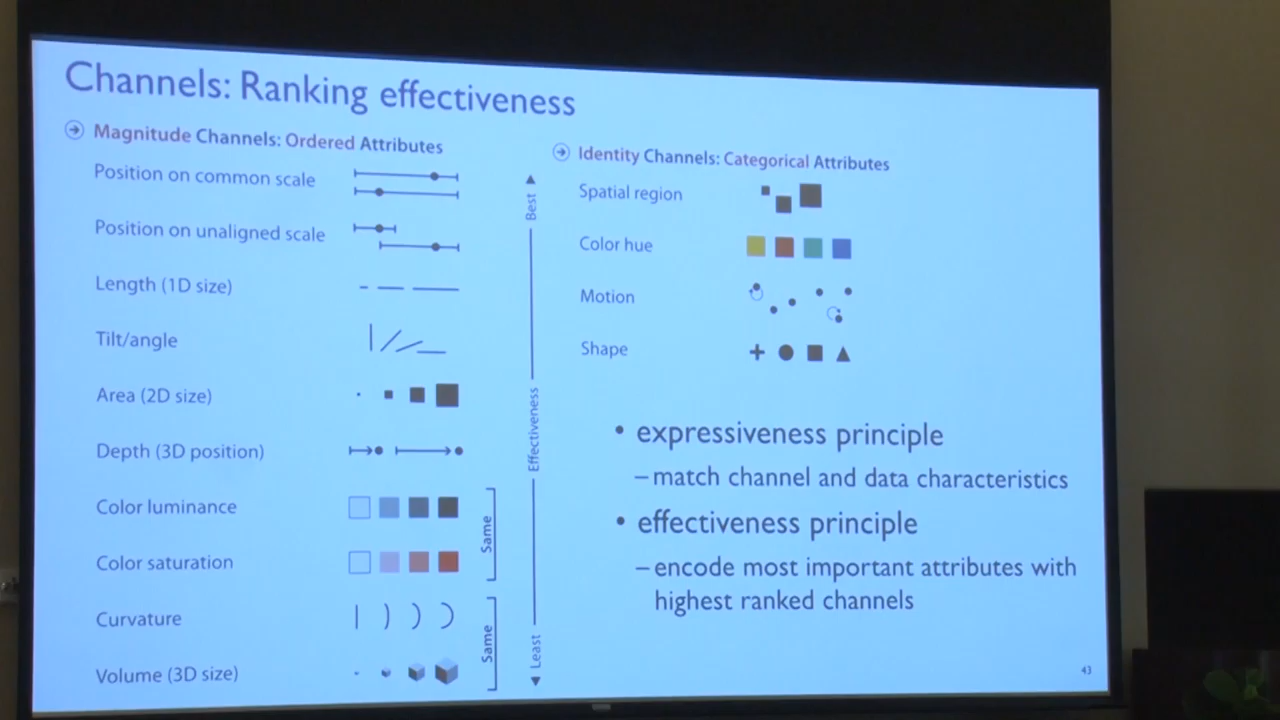 Channels: Ranking effectiveness
Magnitude Channels: Ordered Attributes
Position on common scale
Position on unaligned scale
Length (1D size)
Tilt/angle
Area (2D size)
Depth (3D position)
Color luminance
Color saturation
Curvature
Volume (3D size)
Same
Same
Best
Effectiveness
Least
Identity Channels: Categorical Attributes
Spatial region
Color hue
Motion
Shape
• expressiveness principle
– match channel and data characteristics
• effectiveness principle
– encode most important attributes with
highest ranked channels
43